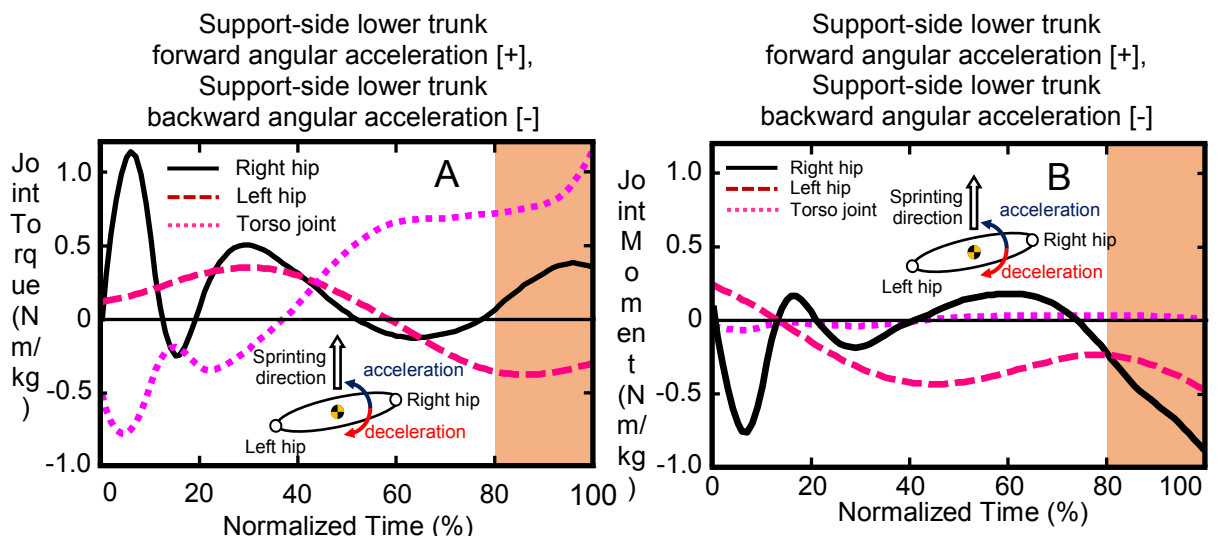 Support-side lower trunk
forward angular acceleration [+],
Support-side lower trunk
backward angular acceleration [-]
Jo
int
To
rq
ue
(N
m/
kg
)
1.0
0.5
0
-0.5
-1.0
Right hip
Left hip
Torso joint
A
Sprinting
direction
acceleration
Right hip
deceleration
Left hip
0 20 40 60 80 100
Normalized Time (%)
Support-side lower trunk
forward angular acceleration [+],
Support-side lower trunk
backward angular acceleration [-]
Jo
int
M
o
m
en
t
(N
m/
kg
)
1.0
0.5
0
-0.5
-1.0
Right hip
Left hip
Torso joint
B
Sprinting
direction
acceleration
Right hip
deceleration
Left hip
0 20 40 60 80 100
Normalized Time (%)